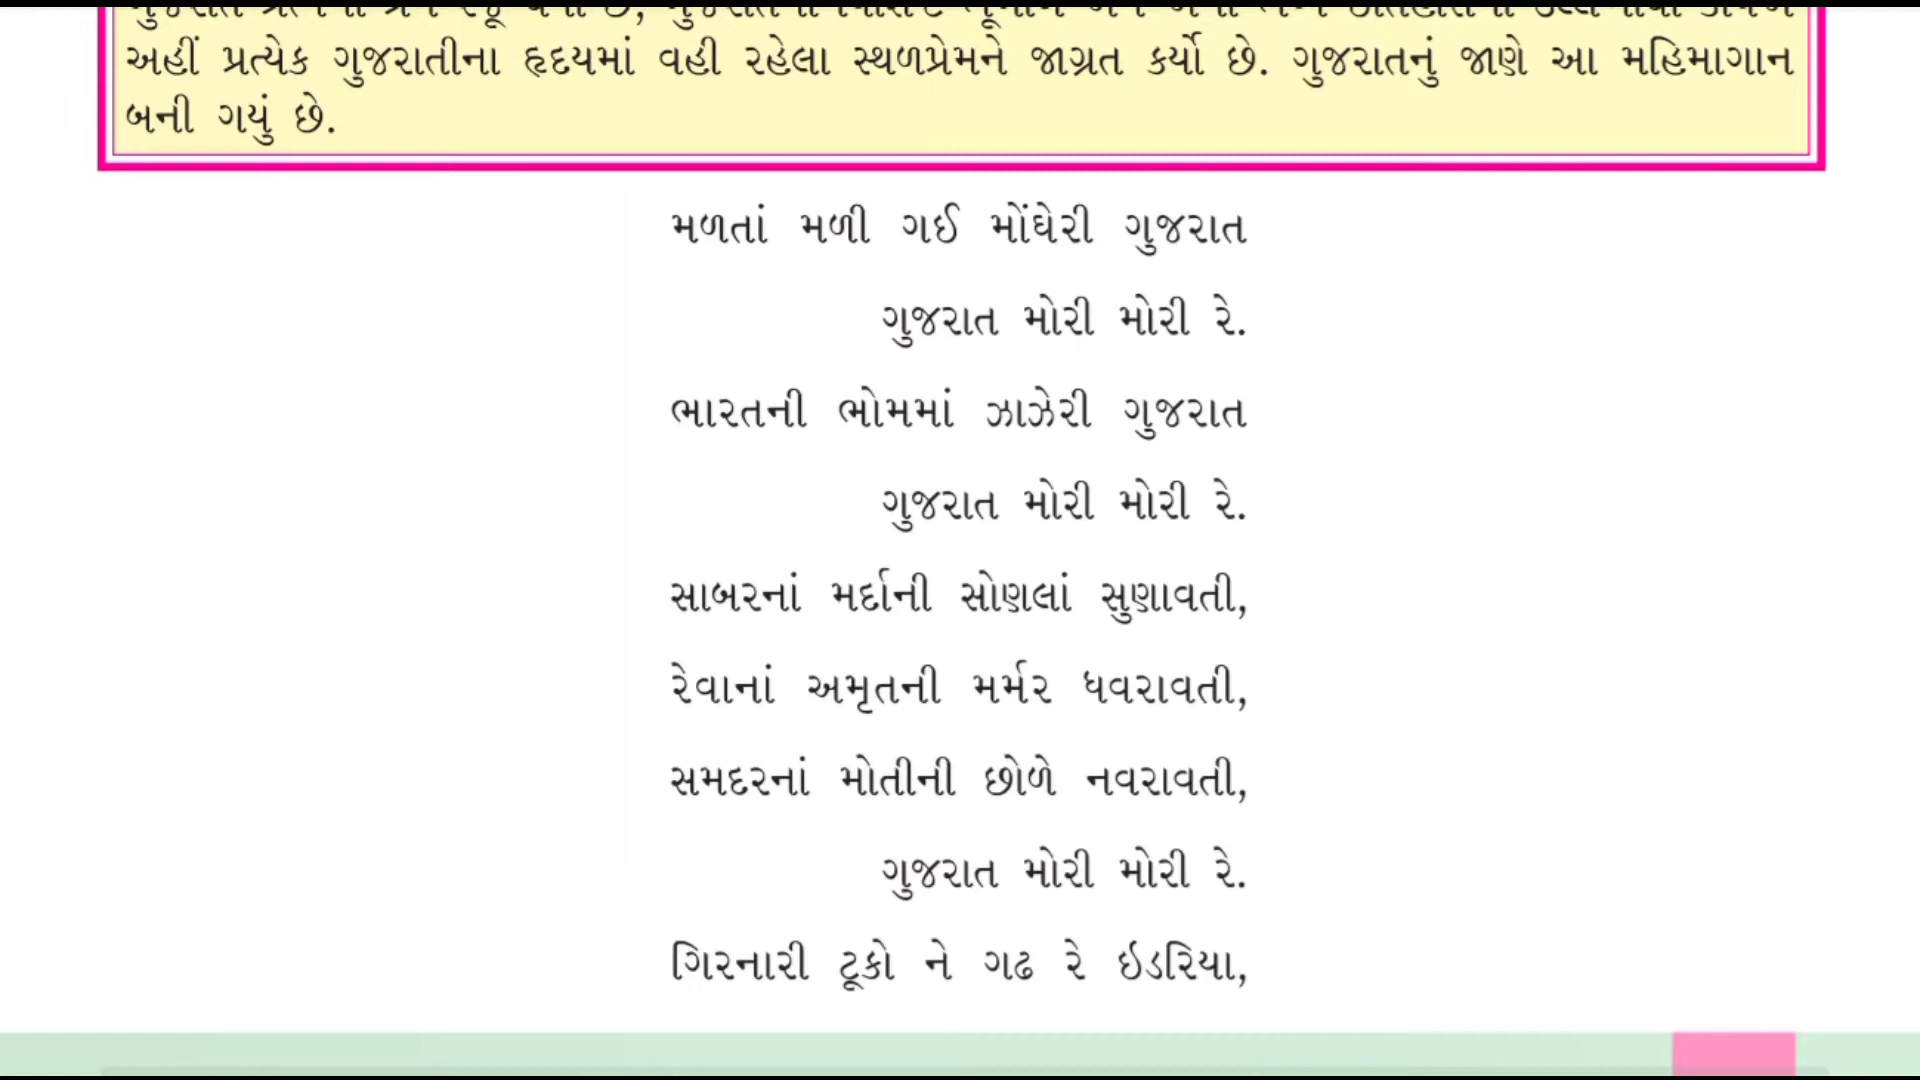 અહીં પ્રત્યેક ગુજરાતીના હૃદયમાં વહી રહેલા સ્થળપ્રેમને જાગ્રત કર્યો છે. ગુજરાતનું જાણે આ મહિમાગાન
બની ગયું છે.
મળતાં મળી ગઈ મોંઘેરી ગુજરાત
ગુજરાત મોરી મોરી રે.
ભારતની ભોમમાં ઝાઝેરી ગુજરાત
ગુજરાત મોરી મોરી રે.
સાબરનાં મર્દાની સોણલાં સુણાવતી,
રેવાનાં અમૃતની મર્મર ધવરાવતી,
સમદરનાં મોતીની છોળે નવરાવતી,
ગુજરાત મોરી મોરી રે.
ગિરનારી ટૂકો ને ગઢ રે ઇડરિયા,